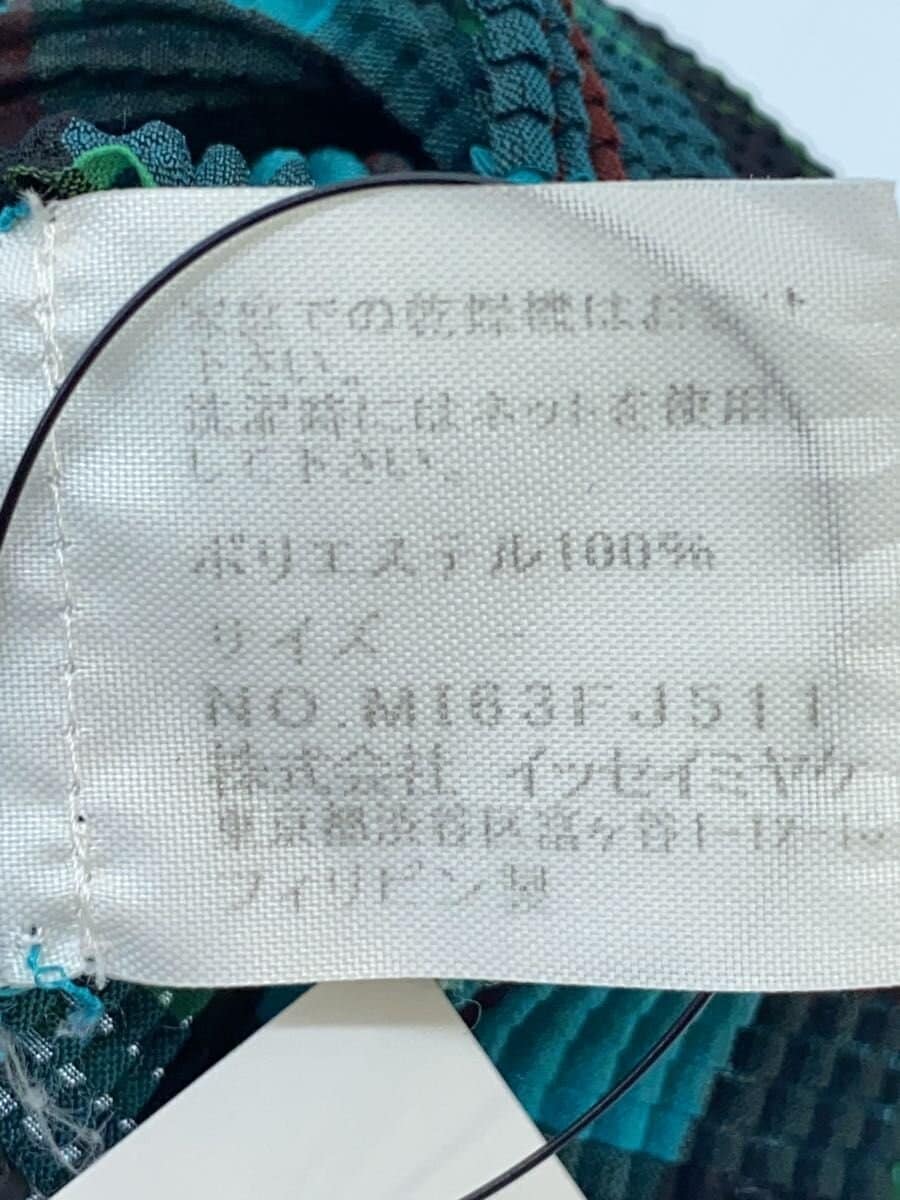 家庭での乾燥機はお
下さい。
洗濯時にはネットを使用
して下さい。
ポリエステル100%
サイズ
NO.M163FJ511
株式会社 イッセイミヤケ
東京都渋谷区富ヶ谷1-12-10
フィリピン製